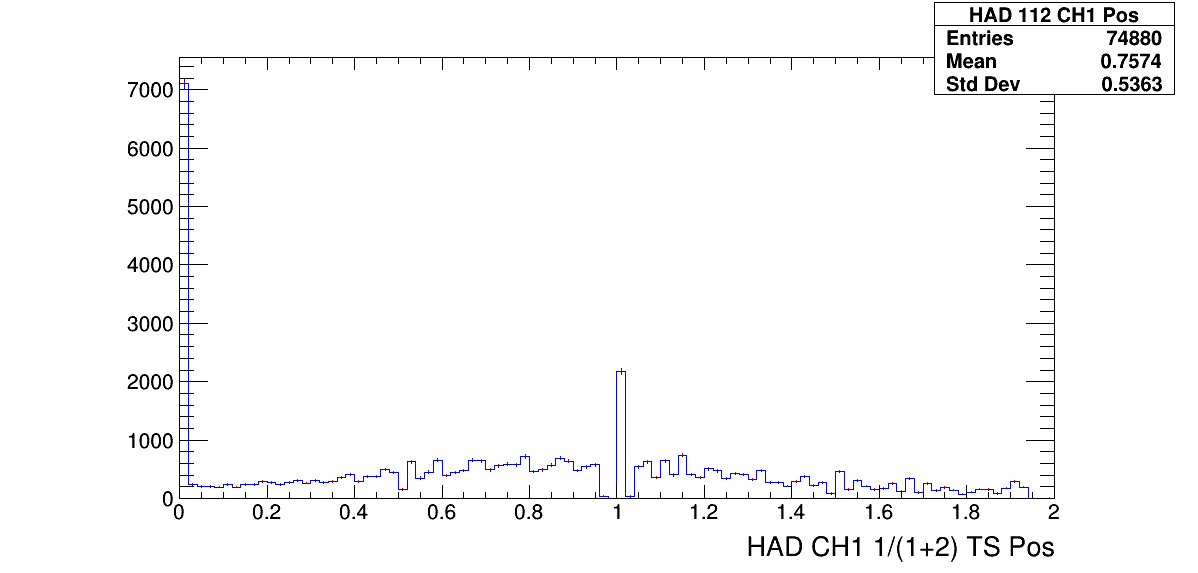 HAD 112 CH1 Pos
Entries 74880
Mean 0.7574
Std Dev 0.5363
7000
6000
5000
4000
3000
2000
1000
0
0 0.2 0.4 0.6 0.8 1 1.2 1.4 1.6 1.8 2
HAD CH1 1/(1+2) TS Pos